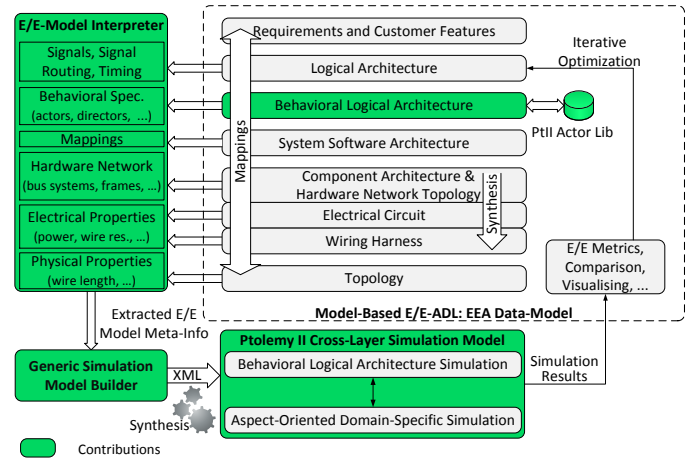 E/E-Model Interpreter
Signals, Signal
Routing, Timing
Behavioral Spec.
(actors, directors, ...)
Mappings
Hardware Network
(bus systems, frames, ...)
Electrical Properties
(power, wire res., ...)
Physical Properties
(wire length, ...)
Requirements and Customer Features
Logical Architecture
Behavioral Logical Architecture
System Software Architecture
Component Architecture &
Hardware Network Topology
Electrical Circuit
Wiring Harness
Topology
Mappings
Synthesis
Iterative
Optimization
PtII Actor Lib
E/E Metrics,
Comparison,
Visualising, ...
Model-Based E/E-ADL: EEA Data-Model
Extracted E/E
Model Meta-Info
Generic Simulation
Model Builder
XML
Synthesis
Ptolemy II Cross-Layer Simulation Model
Behavioral Logical Architecture Simulation
Aspect-Oriented Domain-Specific Simulation
Simulation
Results
Contributions